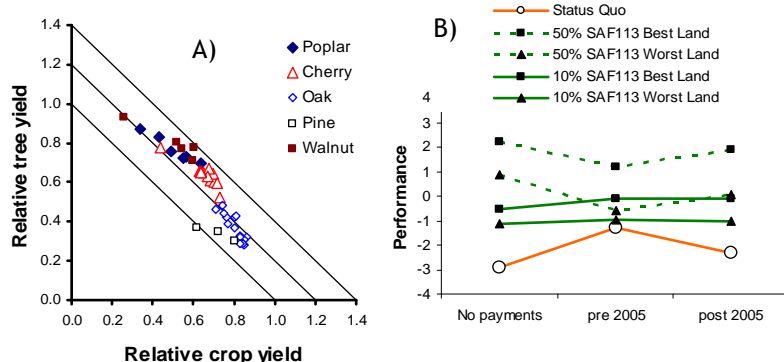 A)
Relative tree yield
1.4
1.2
1.0
0.8
0.6
0.4
0.2
0.0
0.0 0.2 0.4 0.6 0.8 1.0 1.2 1.4
Relative crop yield
Poplar
Cherry
Oak
Pine
Walnut
B)
Status Quo
50% SAF113 Best Land
50% SAF113 Worst Land
10% SAF113 Best Land
10% SAF113 Worst Land
Performance
4
3
2
1
0
-1
-2
-3
-4
No payments pre 2005 post 2005